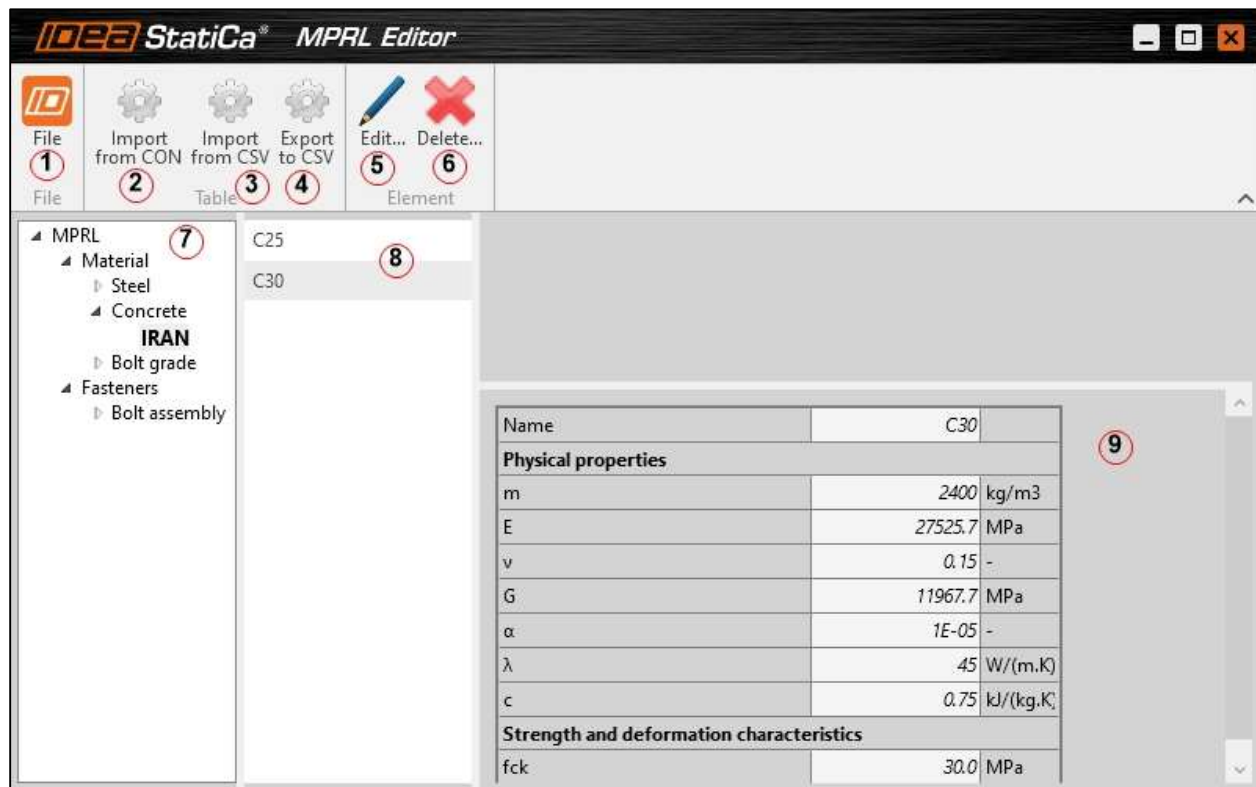 IDEA StatiCa® MPRL Editor
File
Import from CON
Import from CSV
Export to CSV
Edit...
Delete...
1
2
3
4
5
6
File
Table
Element
MPRL
7
Material
Steel
Concrete
IRAN
Bolt grade
Fasteners
Bolt assembly
C25
8
C30
9
Name C30
Physical properties
m 2400 kg/m3
E 27525.7 MPa
ν 0.15 -
G 11967.7 MPa
α 1E-05 -
λ 45 W/(m.K)
c 0.75 kJ/(kg.K
Strength and deformation characteristics
fck 30.0 MPa